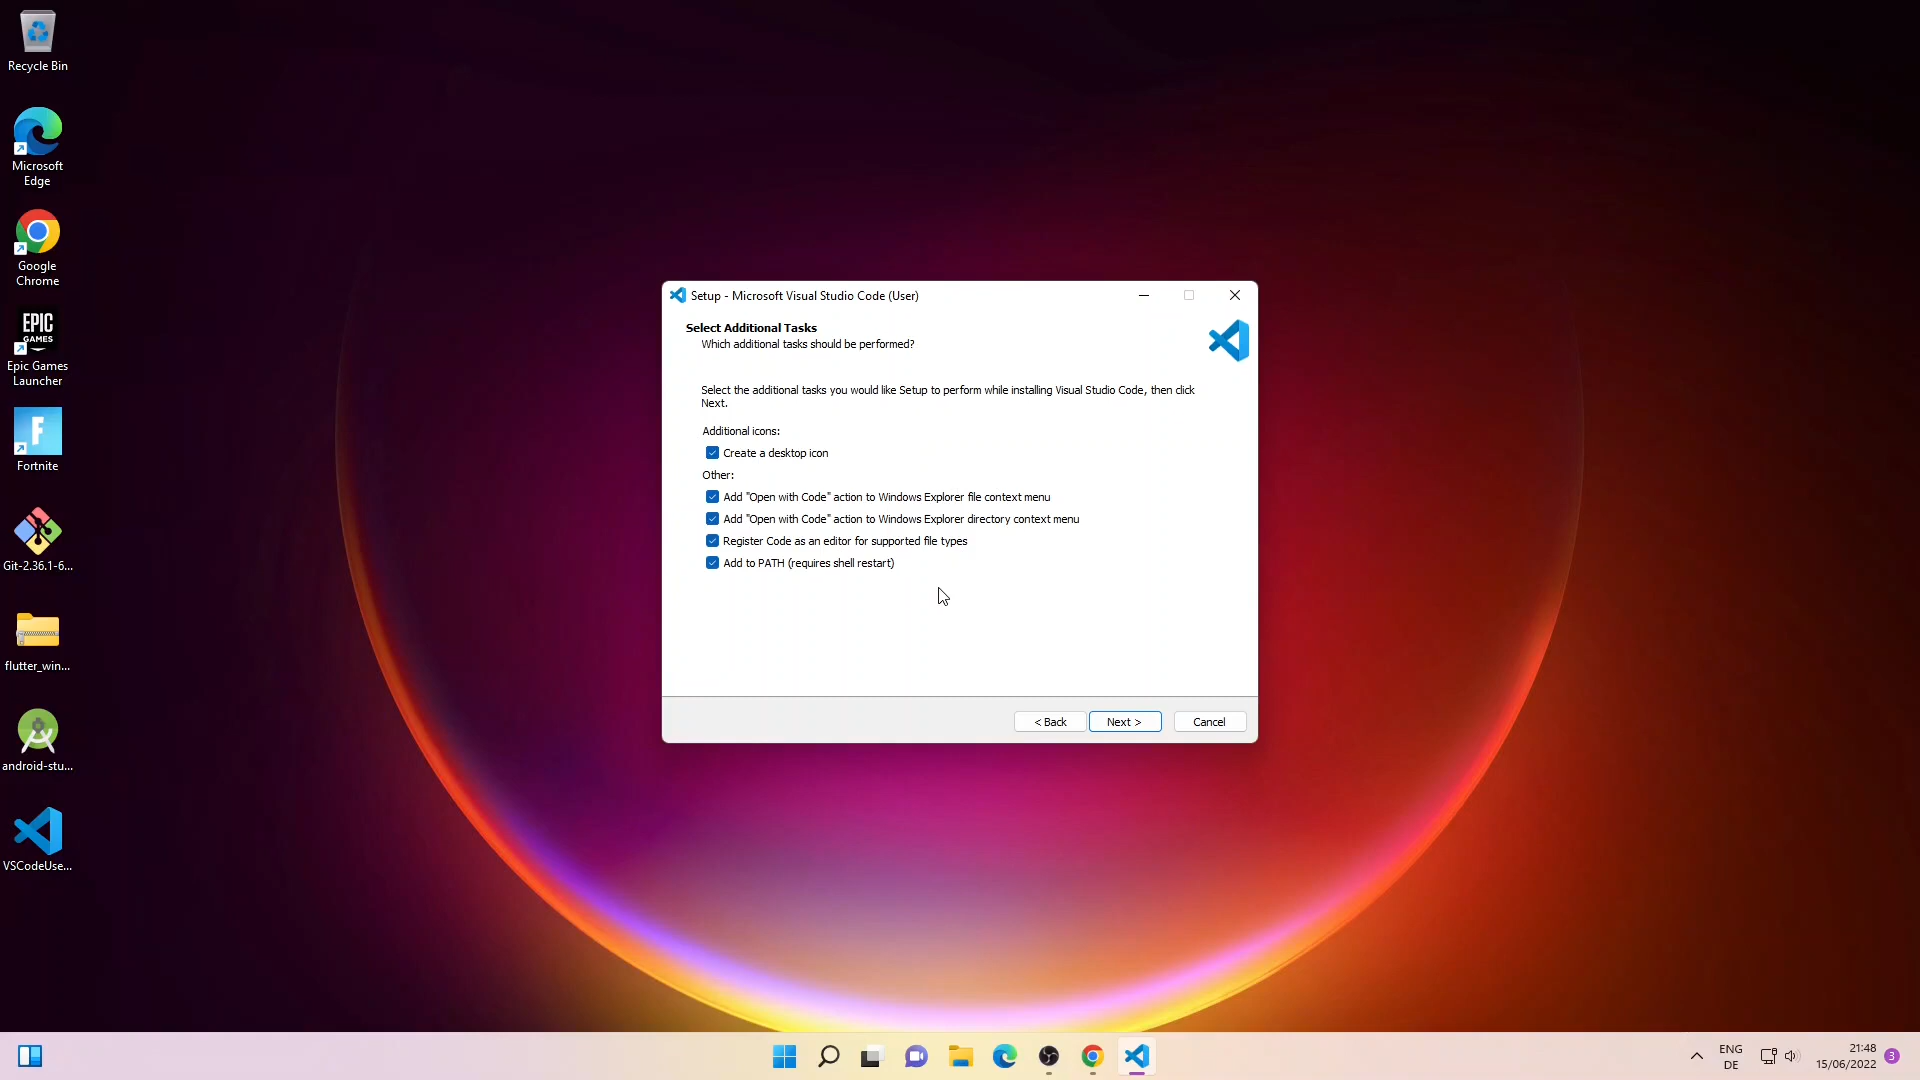 Recycle Bin
Microsoft
Edge
Google
Chrome
EPIC
GAMES
Epic Games
Launcher
F
Fortnite
Git-2.36.1-6...
flutter_win...
android-stu...
VSCodeUse...
Setup - Microsoft Visual Studio Code (User)
Select Additional Tasks
Which additional tasks should be performed?
Select the additional tasks you would like Setup to perform while installing Visual Studio Code, then click
Next.
Additional icons:
Create a desktop icon
Other:
Add "Open with Code" action to Windows Explorer file context menu
Add "Open with Code" action to Windows Explorer directory context menu
Register Code as an editor for supported file types
Add to PATH (requires shell restart)
< Back
Next >
Cancel
ENG
DE
21:48
15/06/2022
3